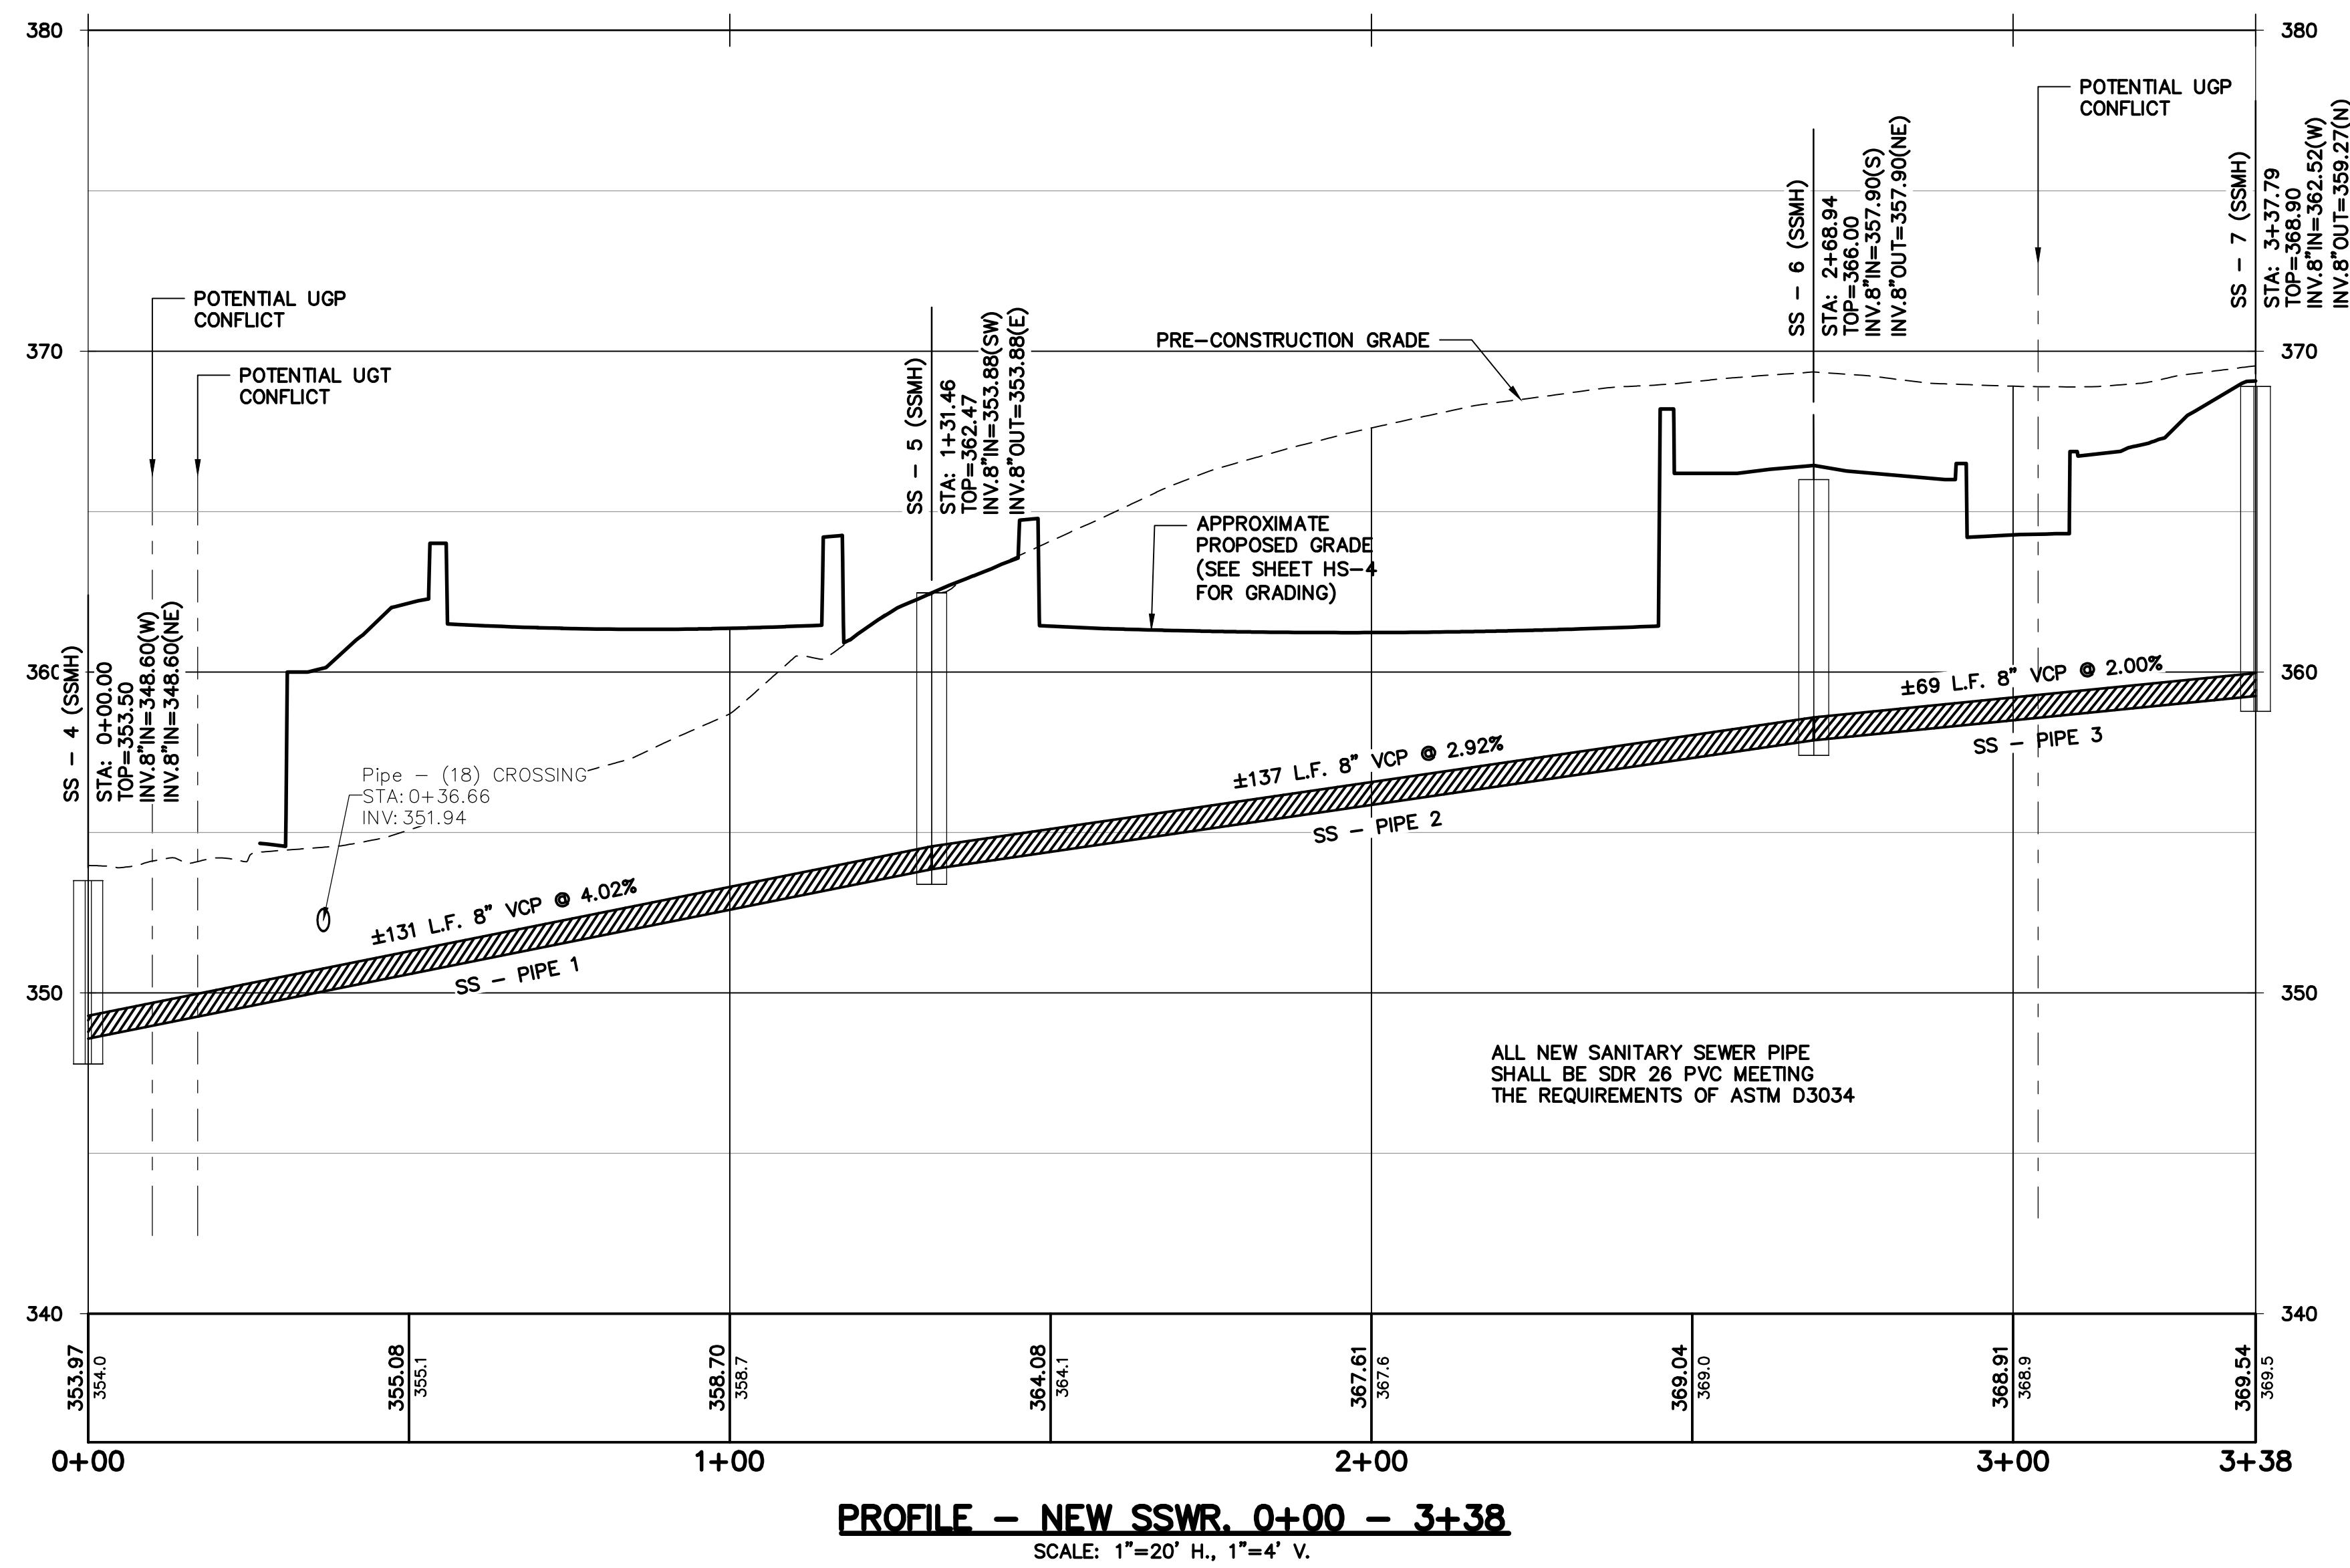 380
380
POTENTIAL UGP
CONFLICT
SS - 7 (SSMH)
STA: 3+37.79
TOP=368.90
INV.8"IN=362.52(W)
INV.8"OUT=359.27(N)
SS - 6 (SSMH)
STA: 2+68.94
TOP=366.00
INV.8"IN=357.90(S)
INV.8"OUT=357.90(NE)
POTENTIAL UGP
CONFLICT
POTENTIAL UGT
CONFLICT
370
370
PRE-CONSTRUCTION GRADE
SS - 5 (SSMH)
STA: 1+31.46
TOP=362.47
INV.8"IN=353.88(SW)
INV.8"OUT=353.88(E)
APPROXIMATE
PROPOSED GRADE
(SEE SHEET HS-4
FOR GRADING)
SS - 4 (SSMH)
STA: 0+00.00
TOP=353.50
INV.8"IN=348.60(W)
INV.8"IN=348.60(NE)
360
360
±69 L.F. 8" VCP @ 2.00%
SS - PIPE 3
±137 L.F. 8" VCP @ 2.92%
SS - PIPE 2
Pipe - (18) CROSSING
STA:0+36.66
INV:351.94
±131 L.F. 8" VCP @ 4.02%
SS - PIPE 1
350
350
ALL NEW SANITARY SEWER PIPE
SHALL BE SDR 26 PVC MEETING
THE REQUIREMENTS OF ASTM D3034
340
340
353.97
354.0
355.08
355.1
358.70
358.7
364.08
364.1
367.61
367.6
369.04
369.0
368.91
368.9
369.54
369.5
0+00
1+00
2+00
3+00
3+38
PROFILE - NEW SSWR. 0+00 - 3+38
SCALE: 1"=20' H., 1"=4' V.